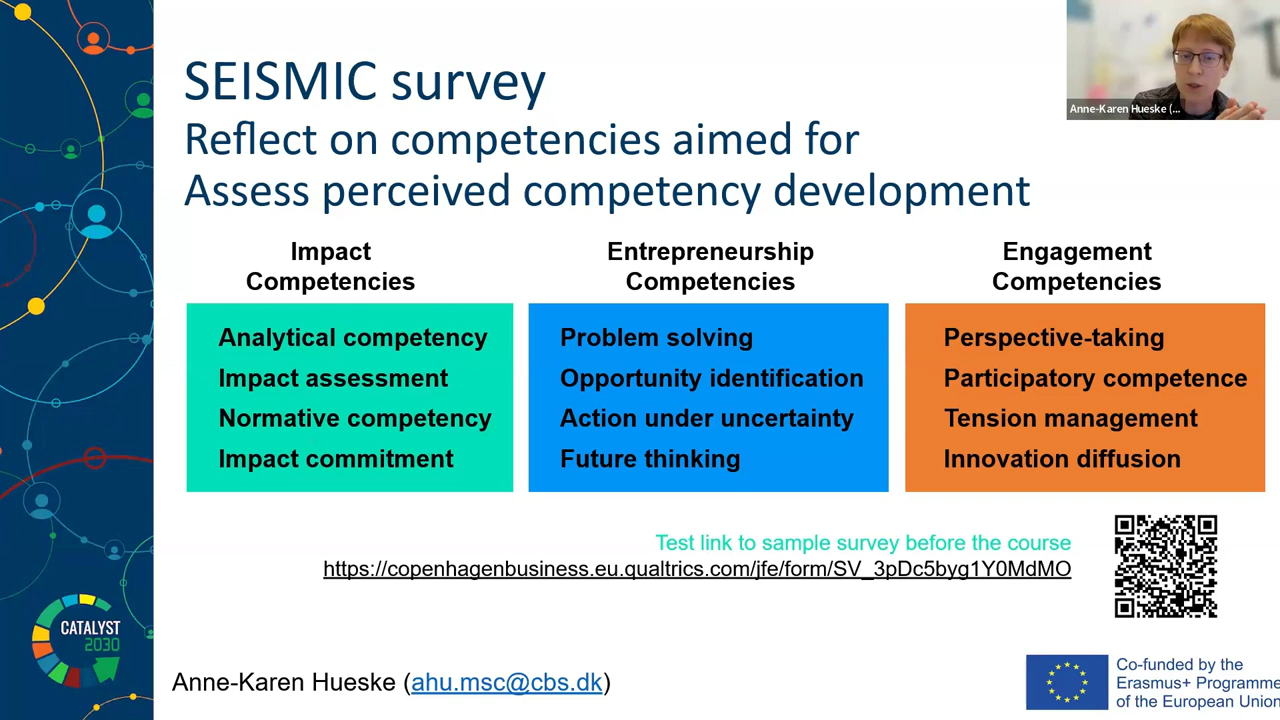 SEISMIC survey
Reflect on competencies aimed for
Assess perceived competency development
Anne-Karen Hueske (...
Impact
Competencies
Analytical competency
Impact assessment
Normative competency
Impact commitment
Entrepreneurship
Competencies
Problem solving
Opportunity identification
Action under uncertainty
Future thinking
Engagement
Competencies
Perspective-taking
Participatory competence
Tension management
Innovation diffusion
Test link to sample survey before the course
https://copenhagenbusiness.eu.qualtrics.com/jfe/form/SV_3pDc5byg1Y0MdMO
CATALYST
2030
Anne-Karen Hueske (ahu.msc@cbs.dk)
Co-funded by the
Erasmus+ Programme
of the European Union